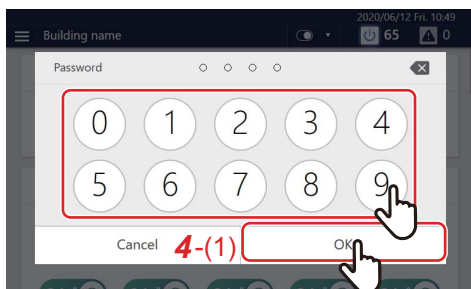 2020/06/12 Fri. 10:49
Building name 65 0
Password
0 1 2 3 4
5 6 7 8 9
Cancel 4-(1) OK